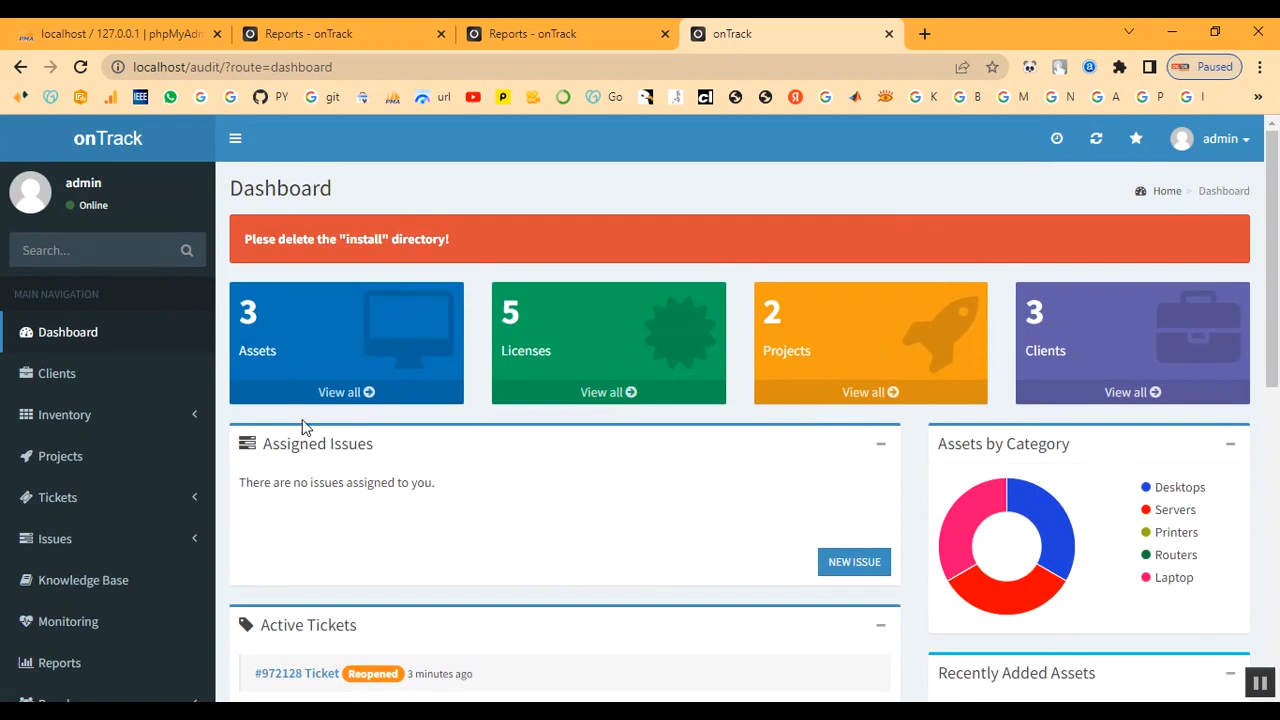 localhost / 127.0.0.1 | phpMyAdm
Reports - onTrack
Reports - onTrack
onTrack
localhost/audit/?route=dashboard
Paused
PY
git
url
Go
K
B
M
N
A
P
I
»
onTrack
admin
admin
Online
Search...
MAIN NAVIGATION
Dashboard
Clients
Inventory
Projects
Tickets
Issues
Knowledge Base
Monitoring
Reports
Dashboard
Home > Dashboard
Plese delete the "install" directory!
3
Assets
View all
5
Licenses
View all
2
Projects
View all
3
Clients
View all
Assigned Issues
There are no issues assigned to you.
NEW ISSUE
Active Tickets
#972128 Ticket Reopened 3 minutes ago
Assets by Category
Desktops
Servers
Printers
Routers
Laptop
Recently Added Assets